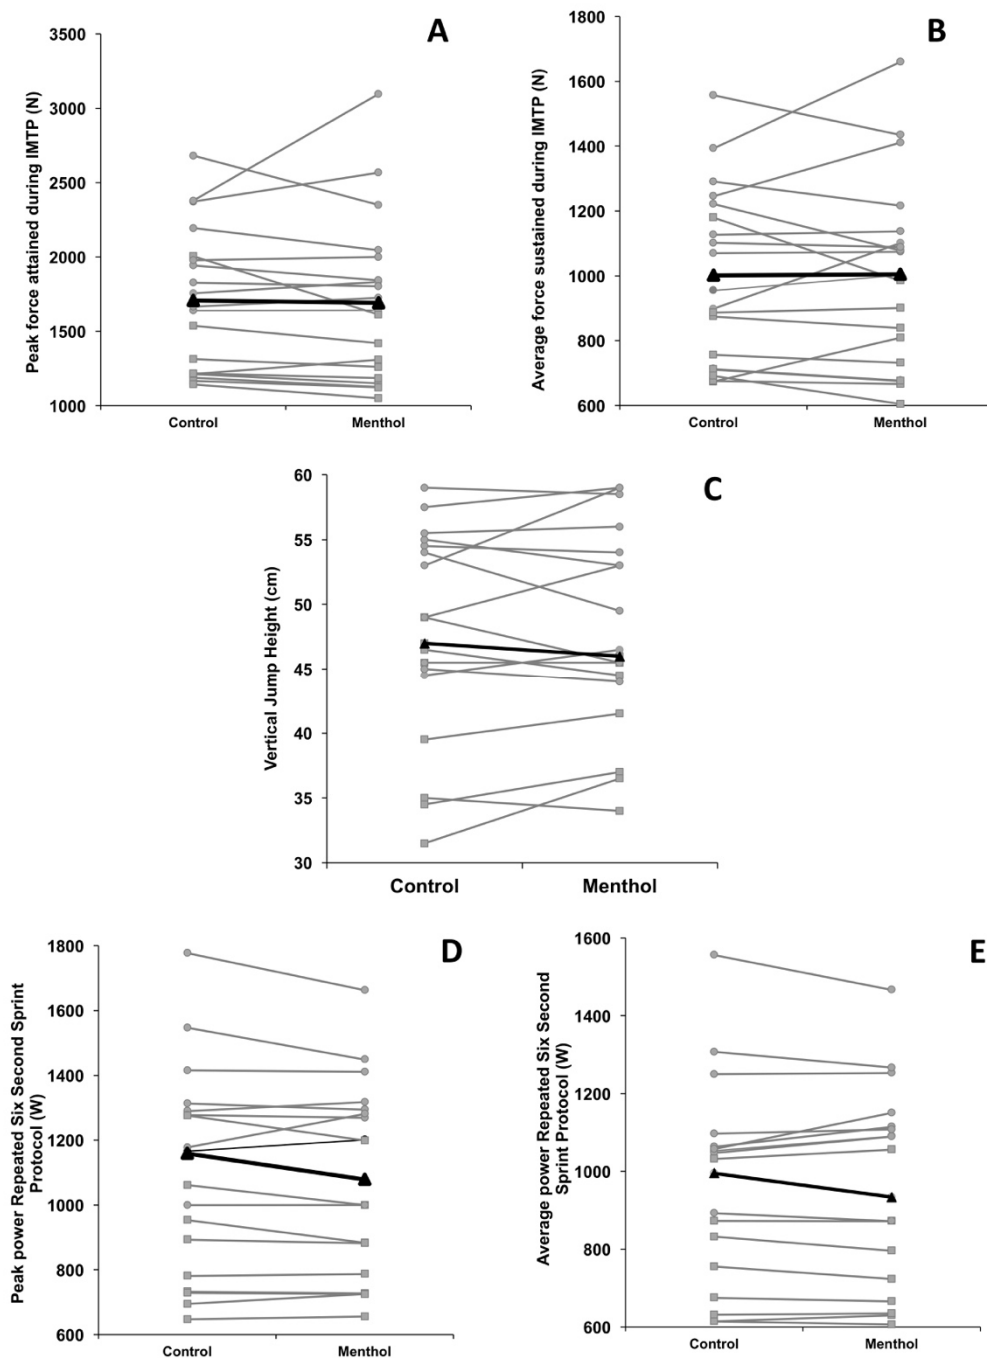 A
Peak force attained during IMTP (N)
3500
3000
2500
2000
1500
1000
Control
Menthol
B
Average force sustained during IMTP (N)
1800
1600
1400
1200
1000
800
600
Control
Menthol
C
Vertical Jump Height (cm)
60
55
50
45
40
35
30
Control
Menthol
D
Peak power Repeated Six Second Sprint
Protocol (W)
1800
1600
1400
1200
1000
800
600
Control
Menthol
E
Average power Repeated Six Second
Sprint Protocol (W)
1600
1400
1200
1000
800
600
Control
Menthol